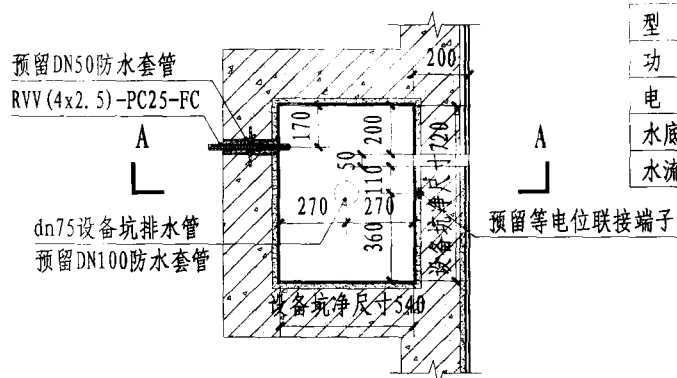 型
200
功
预留DN50防水套管
电
RVV(4x2.5)-PC25-FC
水底
水流
A
A
170
200
50
110
设备坑净尺寸720
270
270
预留等电位联接端子
dn75设备坑排水管
360
预留DN100防水套管
设备坑净尺寸540